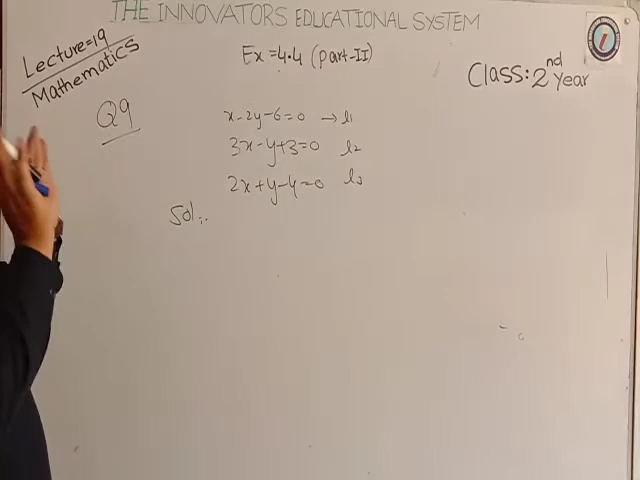 THE INNOVATORS EDUCATIONAL SYSTEM
Lecture=19
Mathematics
Ex=4.4 (Part-II)
Class: 2nd Year
Q9
x-2y-6=0 → l1
3x-y+3=0 l2
2x+y-4=0 l3
Sol:.